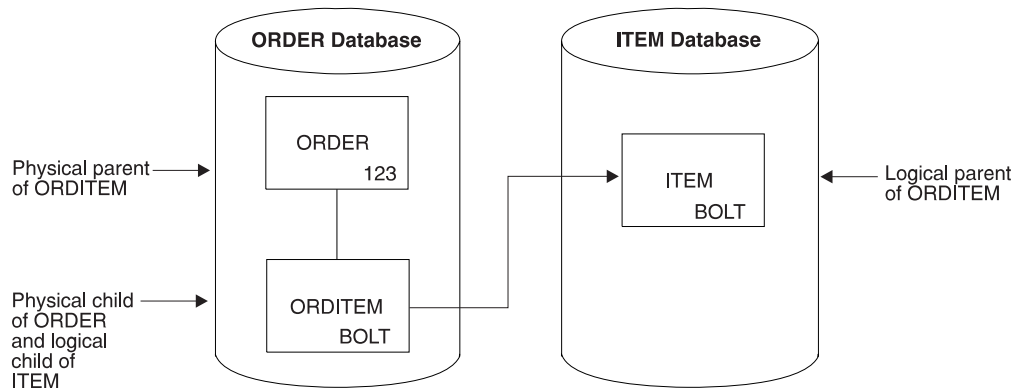 ORDER Database
ITEM Database
ORDER
123
Physical parent
of ORDITEM
ITEM
BOLT
Logical parent
of ORDITEM
ORDITEM
BOLT
Physical child
of ORDER
and logical
child of
ITEM